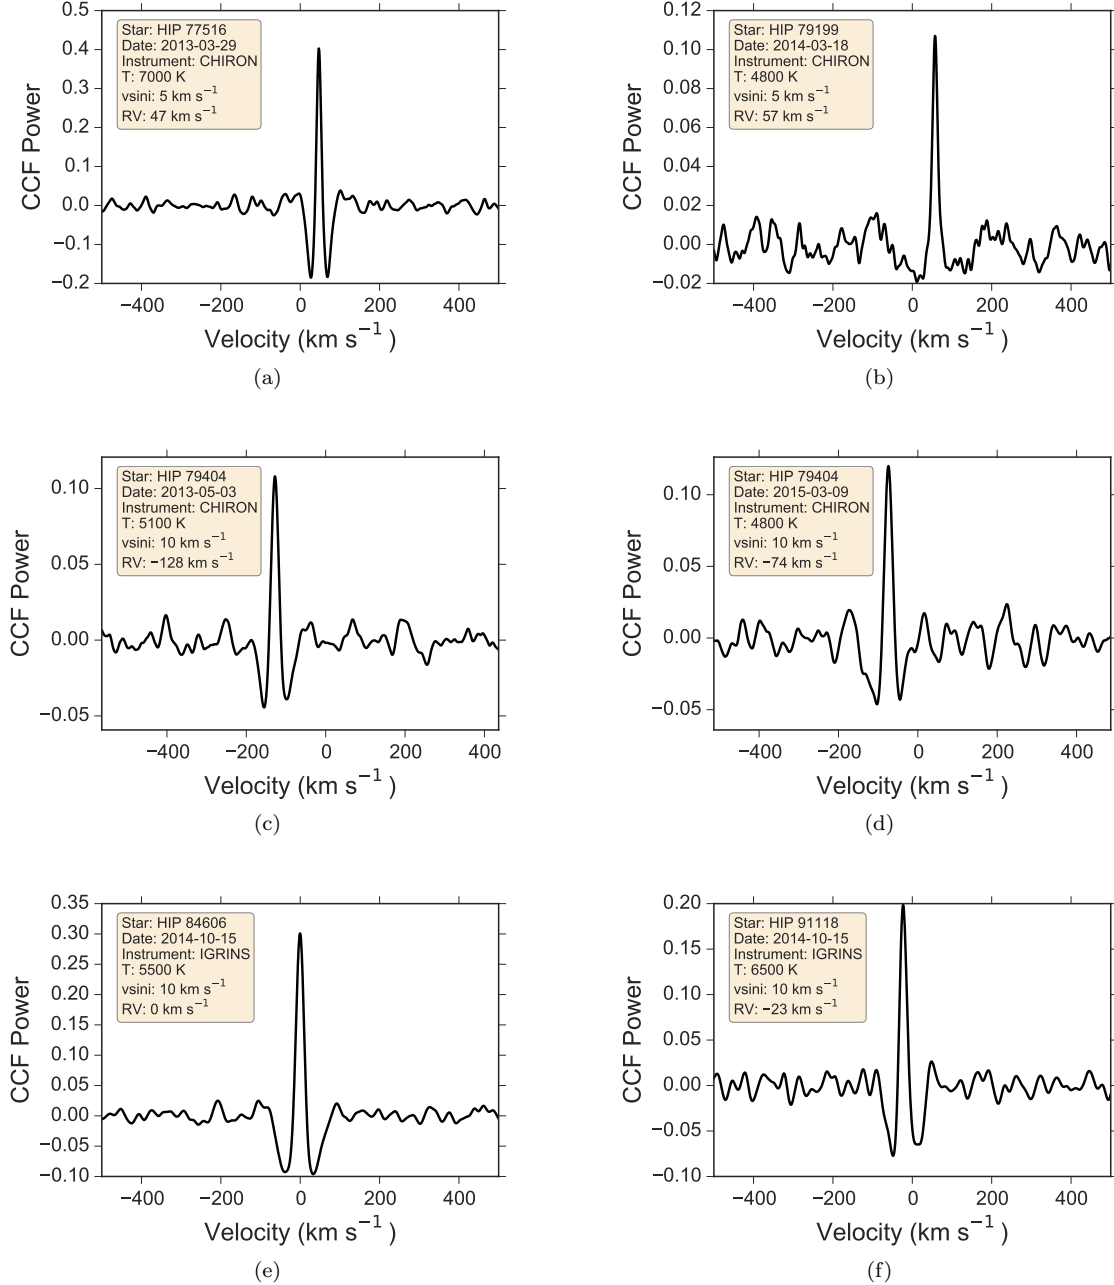 0.5
0.4
0.3
0.2
0.1
0.0
−0.1
−0.2
CCF Power
Star: HIP 77516
Date: 2013-03-29
Instrument: CHIRON
T: 7000 K
vsini: 5 km s⁻¹
RV: 47 km s⁻¹
−400 −200 0 200 400
Velocity (km s⁻¹ )
(a)
0.12
0.10
0.08
0.06
0.04
0.02
0.00
−0.02
CCF Power
Star: HIP 79199
Date: 2014-03-18
Instrument: CHIRON
T: 4800 K
vsini: 5 km s⁻¹
RV: 57 km s⁻¹
−400 −200 0 200 400
Velocity (km s⁻¹ )
(b)
0.10
0.05
0.00
−0.05
CCF Power
Star: HIP 79404
Date: 2013-05-03
Instrument: CHIRON
T: 5100 K
vsini: 10 km s⁻¹
RV: −128 km s⁻¹
−400 −200 0 200 400
Velocity (km s⁻¹ )
(c)
0.10
0.05
0.00
−0.05
CCF Power
Star: HIP 79404
Date: 2015-03-09
Instrument: CHIRON
T: 4800 K
vsini: 10 km s⁻¹
RV: −74 km s⁻¹
−400 −200 0 200 400
Velocity (km s⁻¹ )
(d)
0.35
0.30
0.25
0.20
0.15
0.10
0.05
0.00
−0.05
−0.10
CCF Power
Star: HIP 84606
Date: 2014-10-15
Instrument: IGRINS
T: 5500 K
vsini: 10 km s⁻¹
RV: 0 km s⁻¹
−400 −200 0 200 400
Velocity (km s⁻¹ )
(e)
0.20
0.15
0.10
0.05
0.00
−0.05
−0.10
CCF Power
Star: HIP 91118
Date: 2014-10-15
Instrument: IGRINS
T: 6500 K
vsini: 10 km s⁻¹
RV: −23 km s⁻¹
−400 −200 0 200 400
Velocity (km s⁻¹ )
(f)